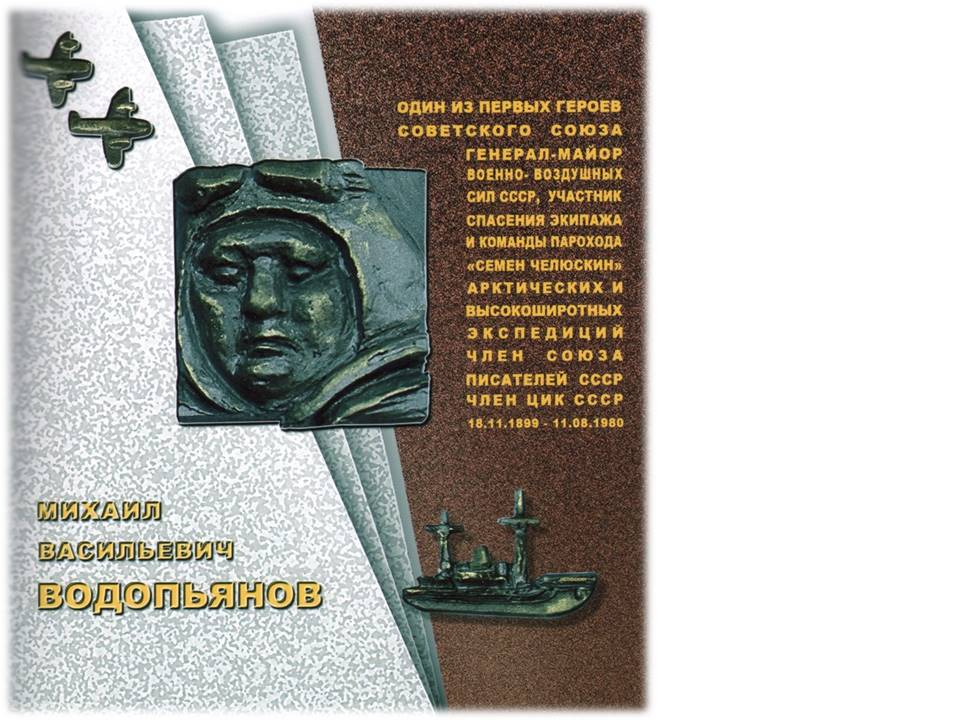 ОДИН ИЗ ПЕРВЫХ ГЕРОЕВ
СОВЕТСКОГО СОЮЗА
ГЕНЕРАЛ-МАЙОР
ВОЕННО- ВОЗДУШНЫХ
СИЛ СССР, УЧАСТНИК
СПАСЕНИЯ ЭКИПАЖА
И КОМАНДЫ ПАРОХОДА
«СЕМЕН ЧЕЛЮСКИН»
АРКТИЧЕСКИХ И
ВЫСОКОШИРОТНЫХ
ЭКСПЕДИЦИЙ
ЧЛЕН СОЮЗА
ПИСАТЕЛЕЙ СССР
ЧЛЕН ЦИК СССР
18.11.1899 - 11.08.1980
МИХАИЛ
ВАСИЛЬЕВИЧ
ВОДОПЬЯНОВ